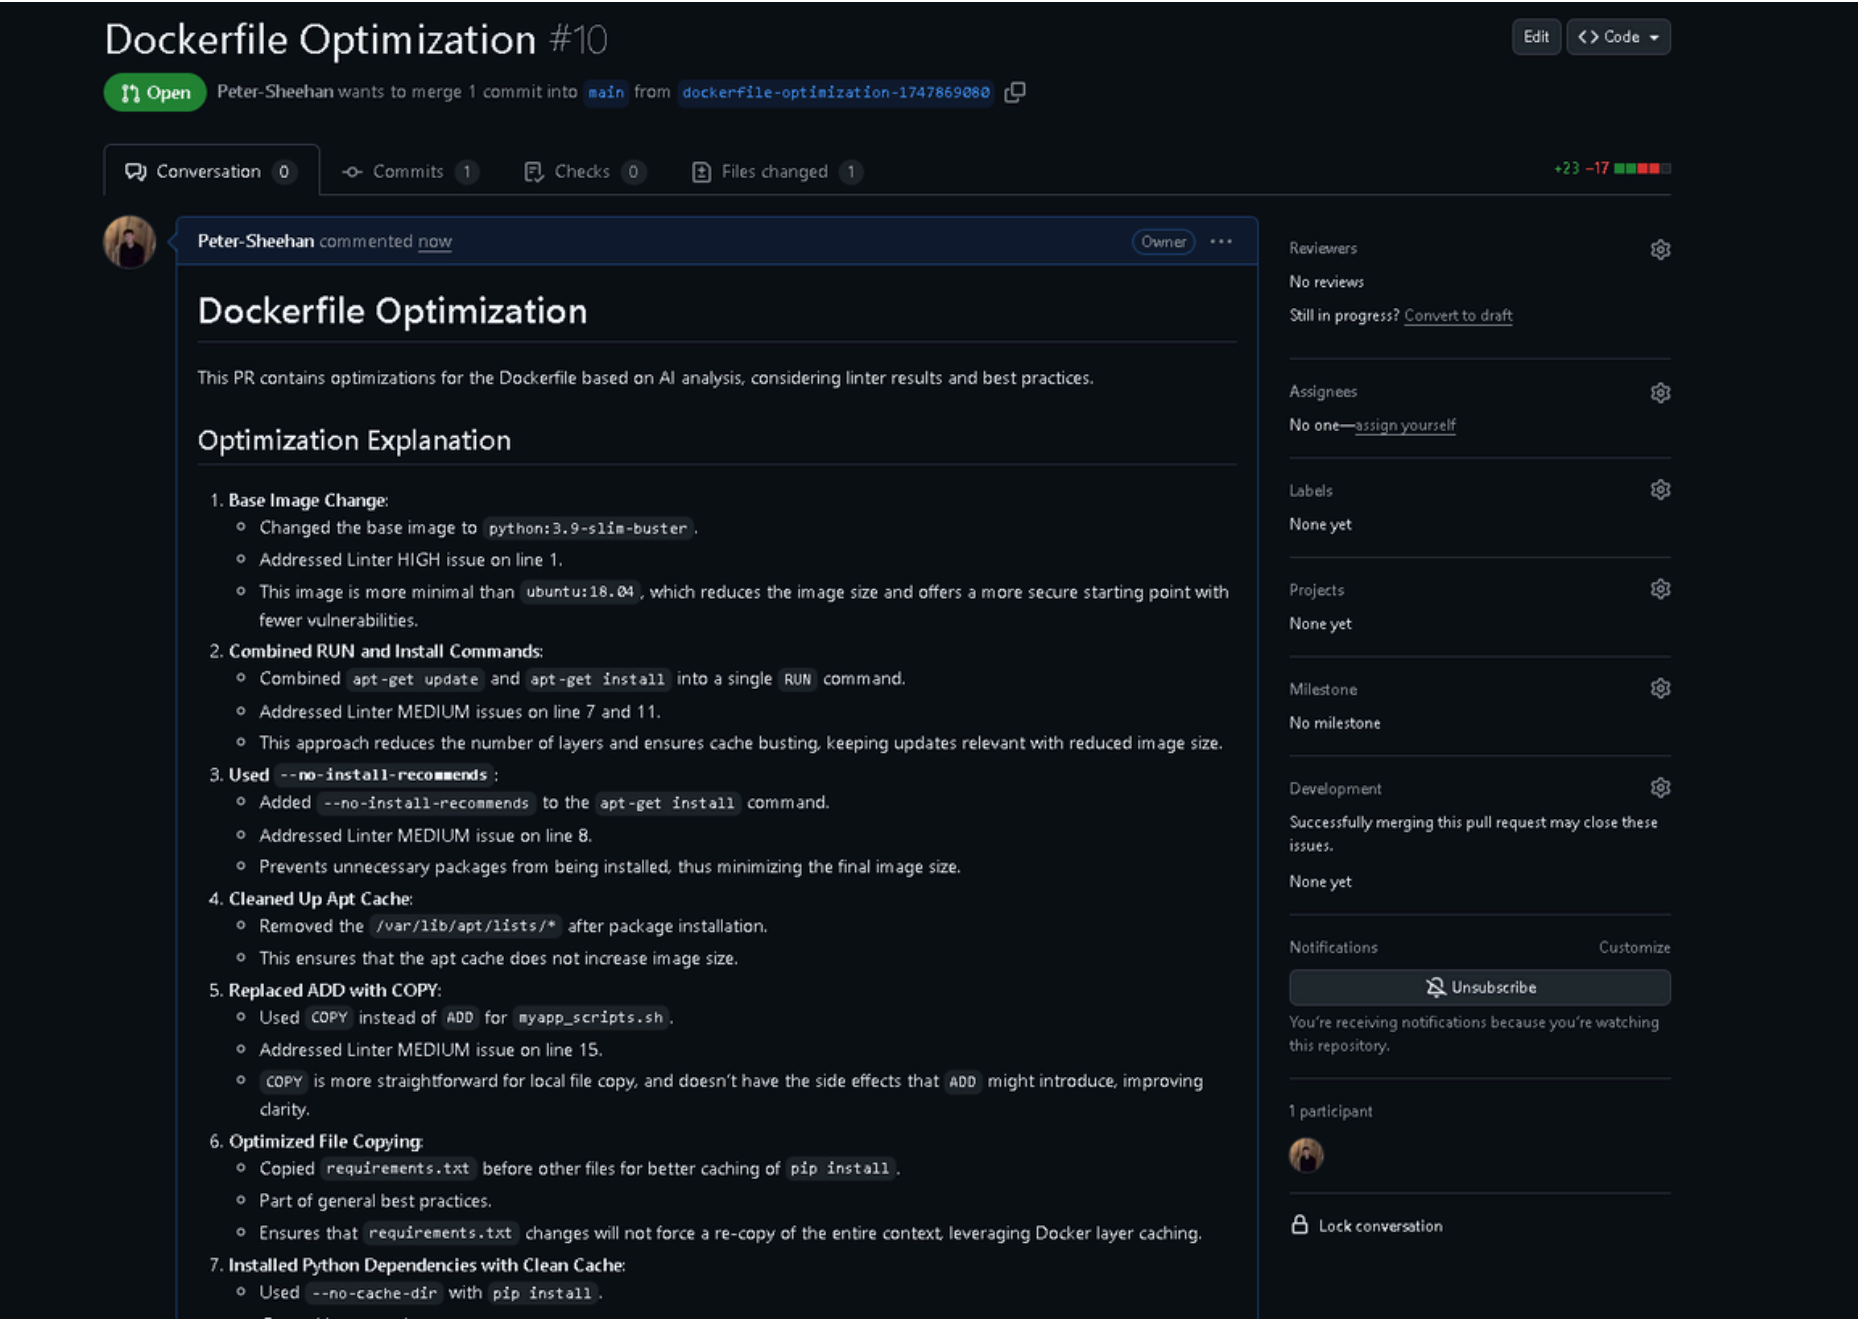 Dockerfile Optimization #10
Edit
Code
Open
Peter-Sheehan wants to merge 1 commit into main from dockerfile-optimization-1747869080
Conversation 0
Commits 1
Checks 0
Files changed 1
+23 −17
Peter-Sheehan commented now
Owner
Dockerfile Optimization
This PR contains optimizations for the Dockerfile based on AI analysis, considering linter results and best practices.
Optimization Explanation
1. Base Image Change:
Changed the base image to python:3.9-slim-buster.
Addressed Linter HIGH issue on line 1.
This image is more minimal than ubuntu:18.04, which reduces the image size and offers a more secure starting point with
fewer vulnerabilities.
2. Combined RUN and Install Commands:
Combined apt-get update and apt-get install into a single RUN command.
Addressed Linter MEDIUM issues on line 7 and 11.
This approach reduces the number of layers and ensures cache busting, keeping updates relevant with reduced image size.
3. Used --no-install-recommends:
Added --no-install-recommends to the apt-get install command.
Addressed Linter MEDIUM issue on line 8.
Prevents unnecessary packages from being installed, thus minimizing the final image size.
4. Cleaned Up Apt Cache:
Removed the /var/lib/apt/lists/* after package installation.
This ensures that the apt cache does not increase image size.
5. Replaced ADD with COPY:
Used COPY instead of ADD for myapp_scripts.sh.
Addressed Linter MEDIUM issue on line 15.
COPY is more straightforward for local file copy, and doesn't have the side effects that ADD might introduce, improving
clarity.
6. Optimized File Copying:
Copied requirements.txt before other files for better caching of pip install.
Part of general best practices.
Ensures that requirements.txt changes will not force a re-copy of the entire context, leveraging Docker layer caching.
7. Installed Python Dependencies with Clean Cache:
Used --no-cache-dir with pip install.
Reviewers
No reviews
Still in progress? Convert to draft
Assignees
No one—assign yourself
Labels
None yet
Projects
None yet
Milestone
No milestone
Development
Successfully merging this pull request may close these
issues.
None yet
Notifications
Customize
Unsubscribe
You're receiving notifications because you're watching
this repository.
1 participant
Lock conversation